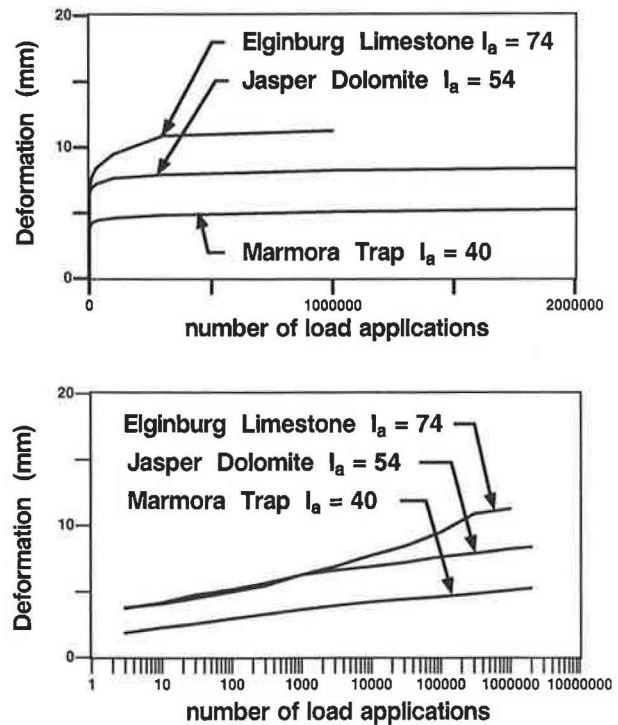 20
Elginburg Limestone Iₐ = 74
Jasper Dolomite Iₐ = 54
10
Marmora Trap Iₐ = 40
0
0 1000000 2000000
Deformation (mm)
number of load applications
20
Elginburg Limestone Iₐ = 74
Jasper Dolomite Iₐ = 54
Marmora Trap Iₐ = 40
10
0
1 10 100 1000 10000 100000 1000000 10000000
Deformation (mm)
number of load applications